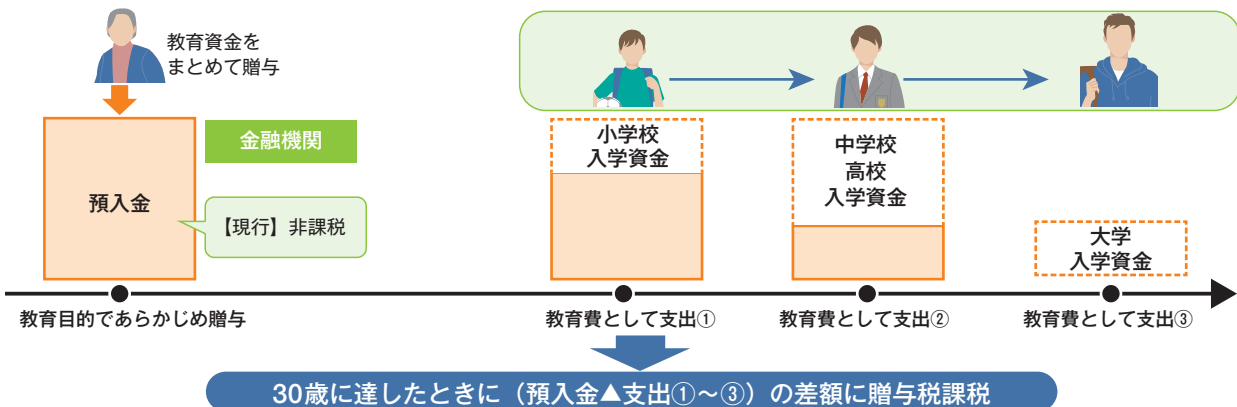 教育資金を
まとめて贈与
金融機関
預入金
【現行】非課税
小学校
入学資金
中学校
高校
入学資金
大学
入学資金
教育目的であらかじめ贈与
教育費として支出①
教育費として支出②
教育費として支出③
30歳に達したときに（預入金▲支出①～③）の差額に贈与税課税